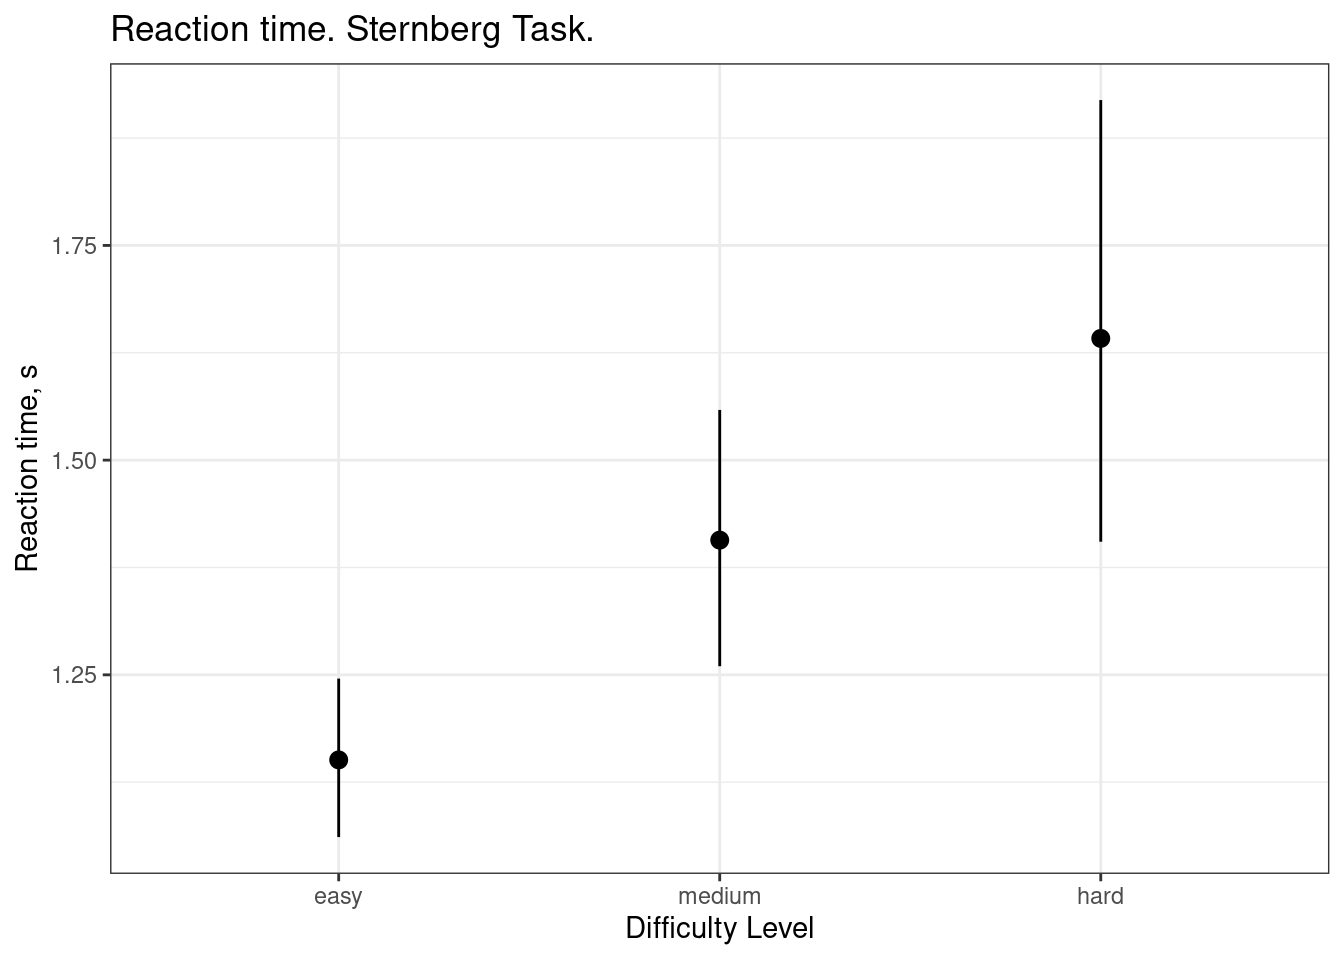 Reaction time. Sternberg Task.
Reaction time, s
1.75
1.50
1.25
easy
medium
hard
Difficulty Level